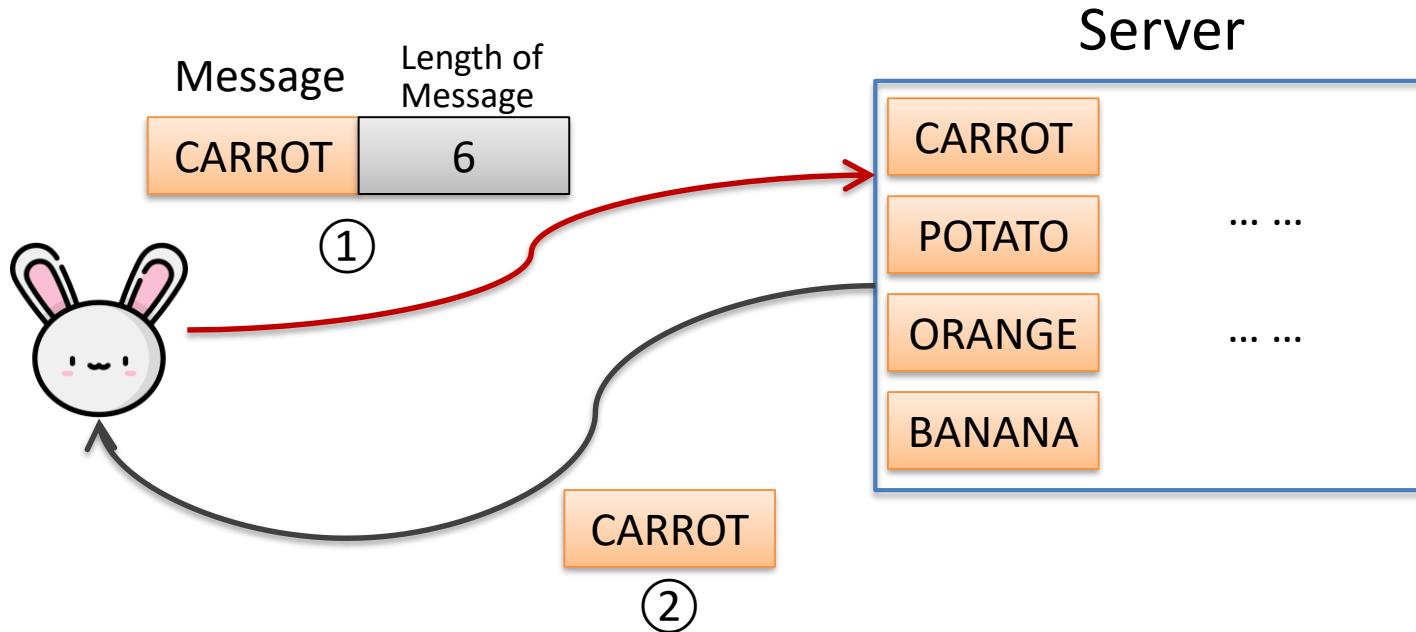 Server
Message
Length of
Message
CARROT
6
①
CARROT
POTATO
... ...
ORANGE
... ...
BANANA
CARROT
②